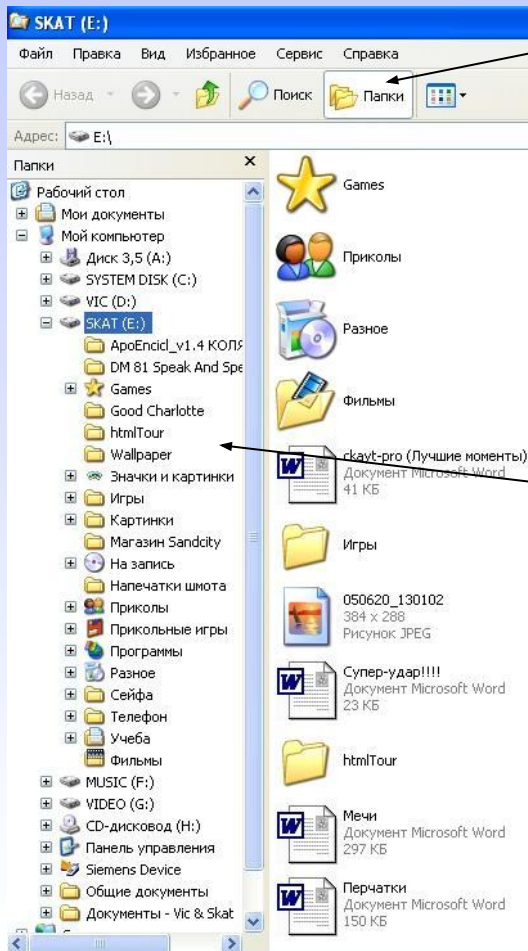 SKAT (E:)
Файл Правка Вид Избранное Сервис Справка
Назад Поиск Папки
Адрес: E:\
Папки
Рабочий стол
Мои документы
Мой компьютер
Диск 3,5 (A:)
SYSTEM DISK (C:)
VIC (D:)
SKAT (E:)
ApoEncicl_v1.4 КОЛЯ
DM 81 Speak And Spe
Games
Good Charlotte
htmlTour
Wallpaper
Значки и картинки
Игры
Картинки
Магазин Sandcity
На запись
Напечатки шмота
Приколы
Прикольные игры
Программы
Разное
Сейфа
Телефон
Учеба
Фильмы
MUSIC (F:)
VIDEO (G:)
CD-дисковод (H:)
Панель управления
Siemens Device
Общие документы
Документы - Vic & Skat
Games
Приколы
Разное
Фильмы
ckayt-pro (Лучшие моменты)
Документ Microsoft Word
41 КБ
Игры
050620_130102
384 x 288
Рисунок JPEG
Супер-удар!!!!
Документ Microsoft Word
23 КБ
htmlTour
Мечи
Документ Microsoft Word
297 КБ
Перчатки
Документ Microsoft Word
150 КБ